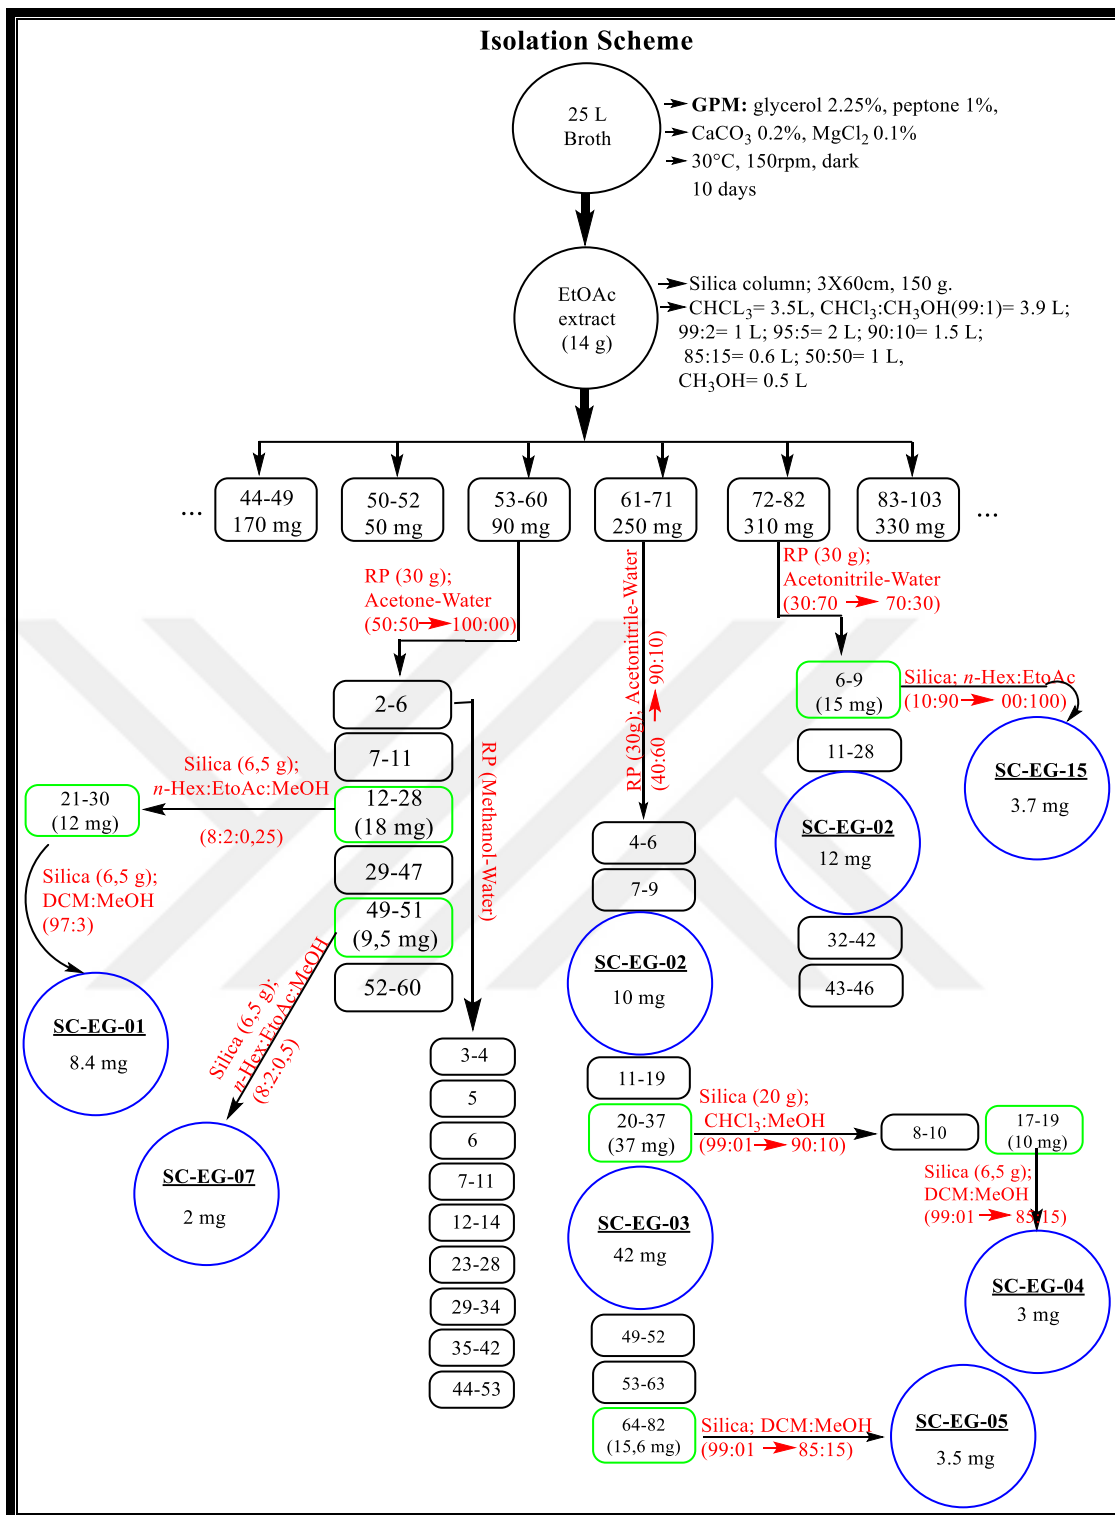 Isolation Scheme
25 L
Broth
GPM: glycerol 2.25%, peptone 1%,
CaCO₃ 0.2%, MgCl₂ 0.1%
30°C, 150rpm, dark
10 days
EtOAc
extract
(14 g)
Silica column; 3X60cm, 150 g.
CHCL₃= 3.5L, CHCl₃:CH₃OH(99:1)= 3.9 L;
99:2= 1 L; 95:5= 2 L; 90:10= 1.5 L;
85:15= 0.6 L; 50:50= 1 L,
CH₃OH= 0.5 L
...
44-49
170 mg
50-52
50 mg
53-60
90 mg
61-71
250 mg
72-82
310 mg
83-103
330 mg
...
RP (30 g);
Acetone-Water
(50:50 → 100:00)
2-6
7-11
12-28
(18 mg)
29-47
49-51
(9,5 mg)
52-60
Silica (6,5 g);
n-Hex:EtoAc:MeOH
(8:2:0,25)
21-30
(12 mg)
Silica (6,5 g);
DCM:MeOH
(97:3)
SC-EG-01
8.4 mg
Silica (6,5 g);
n-Hex:EtoAc:MeOH
(8:2:0,5)
SC-EG-07
2 mg
RP (Methanol-Water)
3-4
5
6
7-11
12-14
23-28
29-34
35-42
44-53
RP (30g); Acetonitrile-Water
(40:60 → 90:10)
4-6
7-9
SC-EG-02
10 mg
11-19
20-37
(37 mg)
SC-EG-03
42 mg
49-52
53-63
64-82
(15,6 mg)
Silica (20 g);
CHCl₃:MeOH
(99:01 → 90:10)
8-10
17-19
(10 mg)
Silica (6,5 g);
DCM:MeOH
(99:01 → 85:15)
SC-EG-04
3 mg
Silica; DCM:MeOH
(99:01 → 85:15)
SC-EG-05
3.5 mg
RP (30 g);
Acetonitrile-Water
(30:70 → 70:30)
6-9
(15 mg)
Silica; n-Hex:EtoAc
(10:90 → 00:100)
SC-EG-15
3.7 mg
11-28
SC-EG-02
12 mg
32-42
43-46